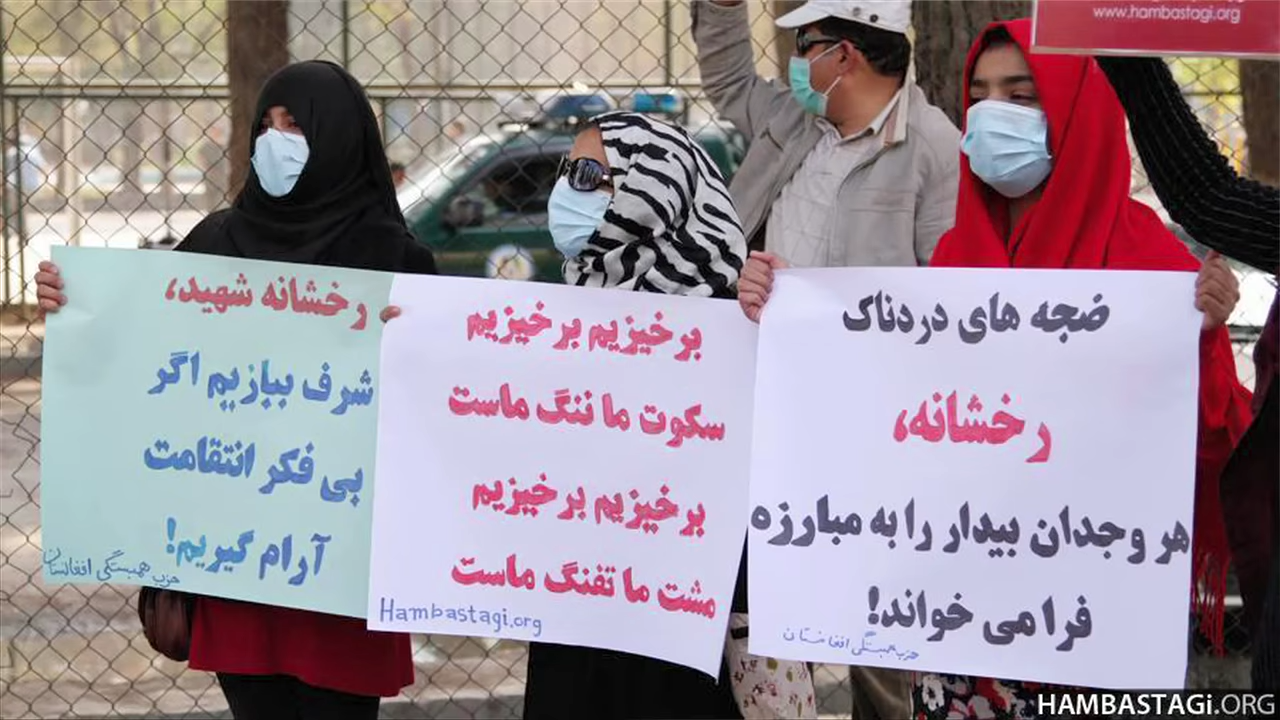 www.hambastagi.org
رخشانه شهید،
شرف ببازیم اگر
بی فکر انتقامت
آرام گیریم!
حزب همبستگی افغانستان
برخیزیم برخیزیم
سکوت ما ننگ ماست
برخیزیم برخیزیم
مشت ما تفنگ ماست
Hambastagi.org
ضجه های دردناک
رخشانه،
هر وجدان بیدار را به مبارزه
فرا می خواند!
حزب همبستگی افغانستان
HAMBASTAGI.ORG